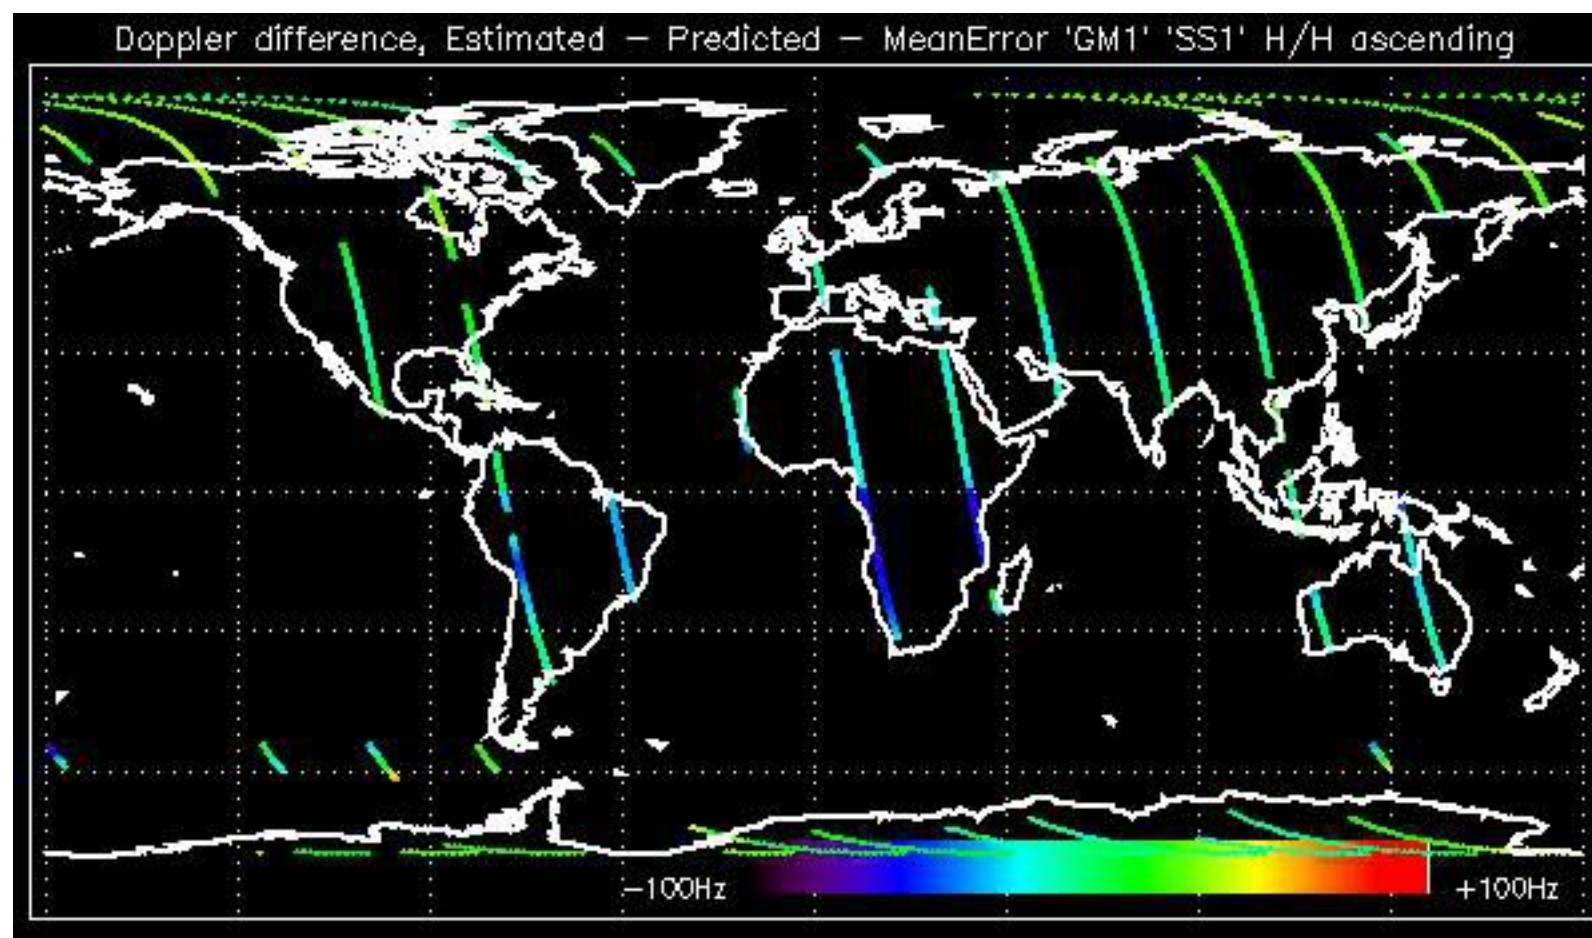 Doppler difference, Estimated − Predicted − MeanError 'GM1' 'SS1' H/H ascending
−100Hz
+100Hz